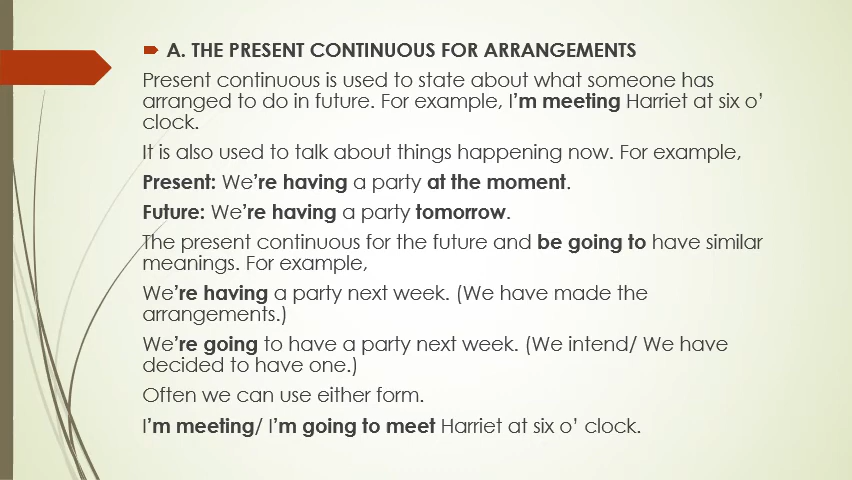 A. THE PRESENT CONTINUOUS FOR ARRANGEMENTS
Present continuous is used to state about what someone has
arranged to do in future. For example, I’m meeting Harriet at six o’
clock.
It is also used to talk about things happening now. For example,
Present: We’re having a party at the moment.
Future: We’re having a party tomorrow.
The present continuous for the future and be going to have similar
meanings. For example,
We’re having a party next week. (We have made the
arrangements.)
We’re going to have a party next week. (We intend/ We have
decided to have one.)
Often we can use either form.
I’m meeting/ I’m going to meet Harriet at six o’ clock.